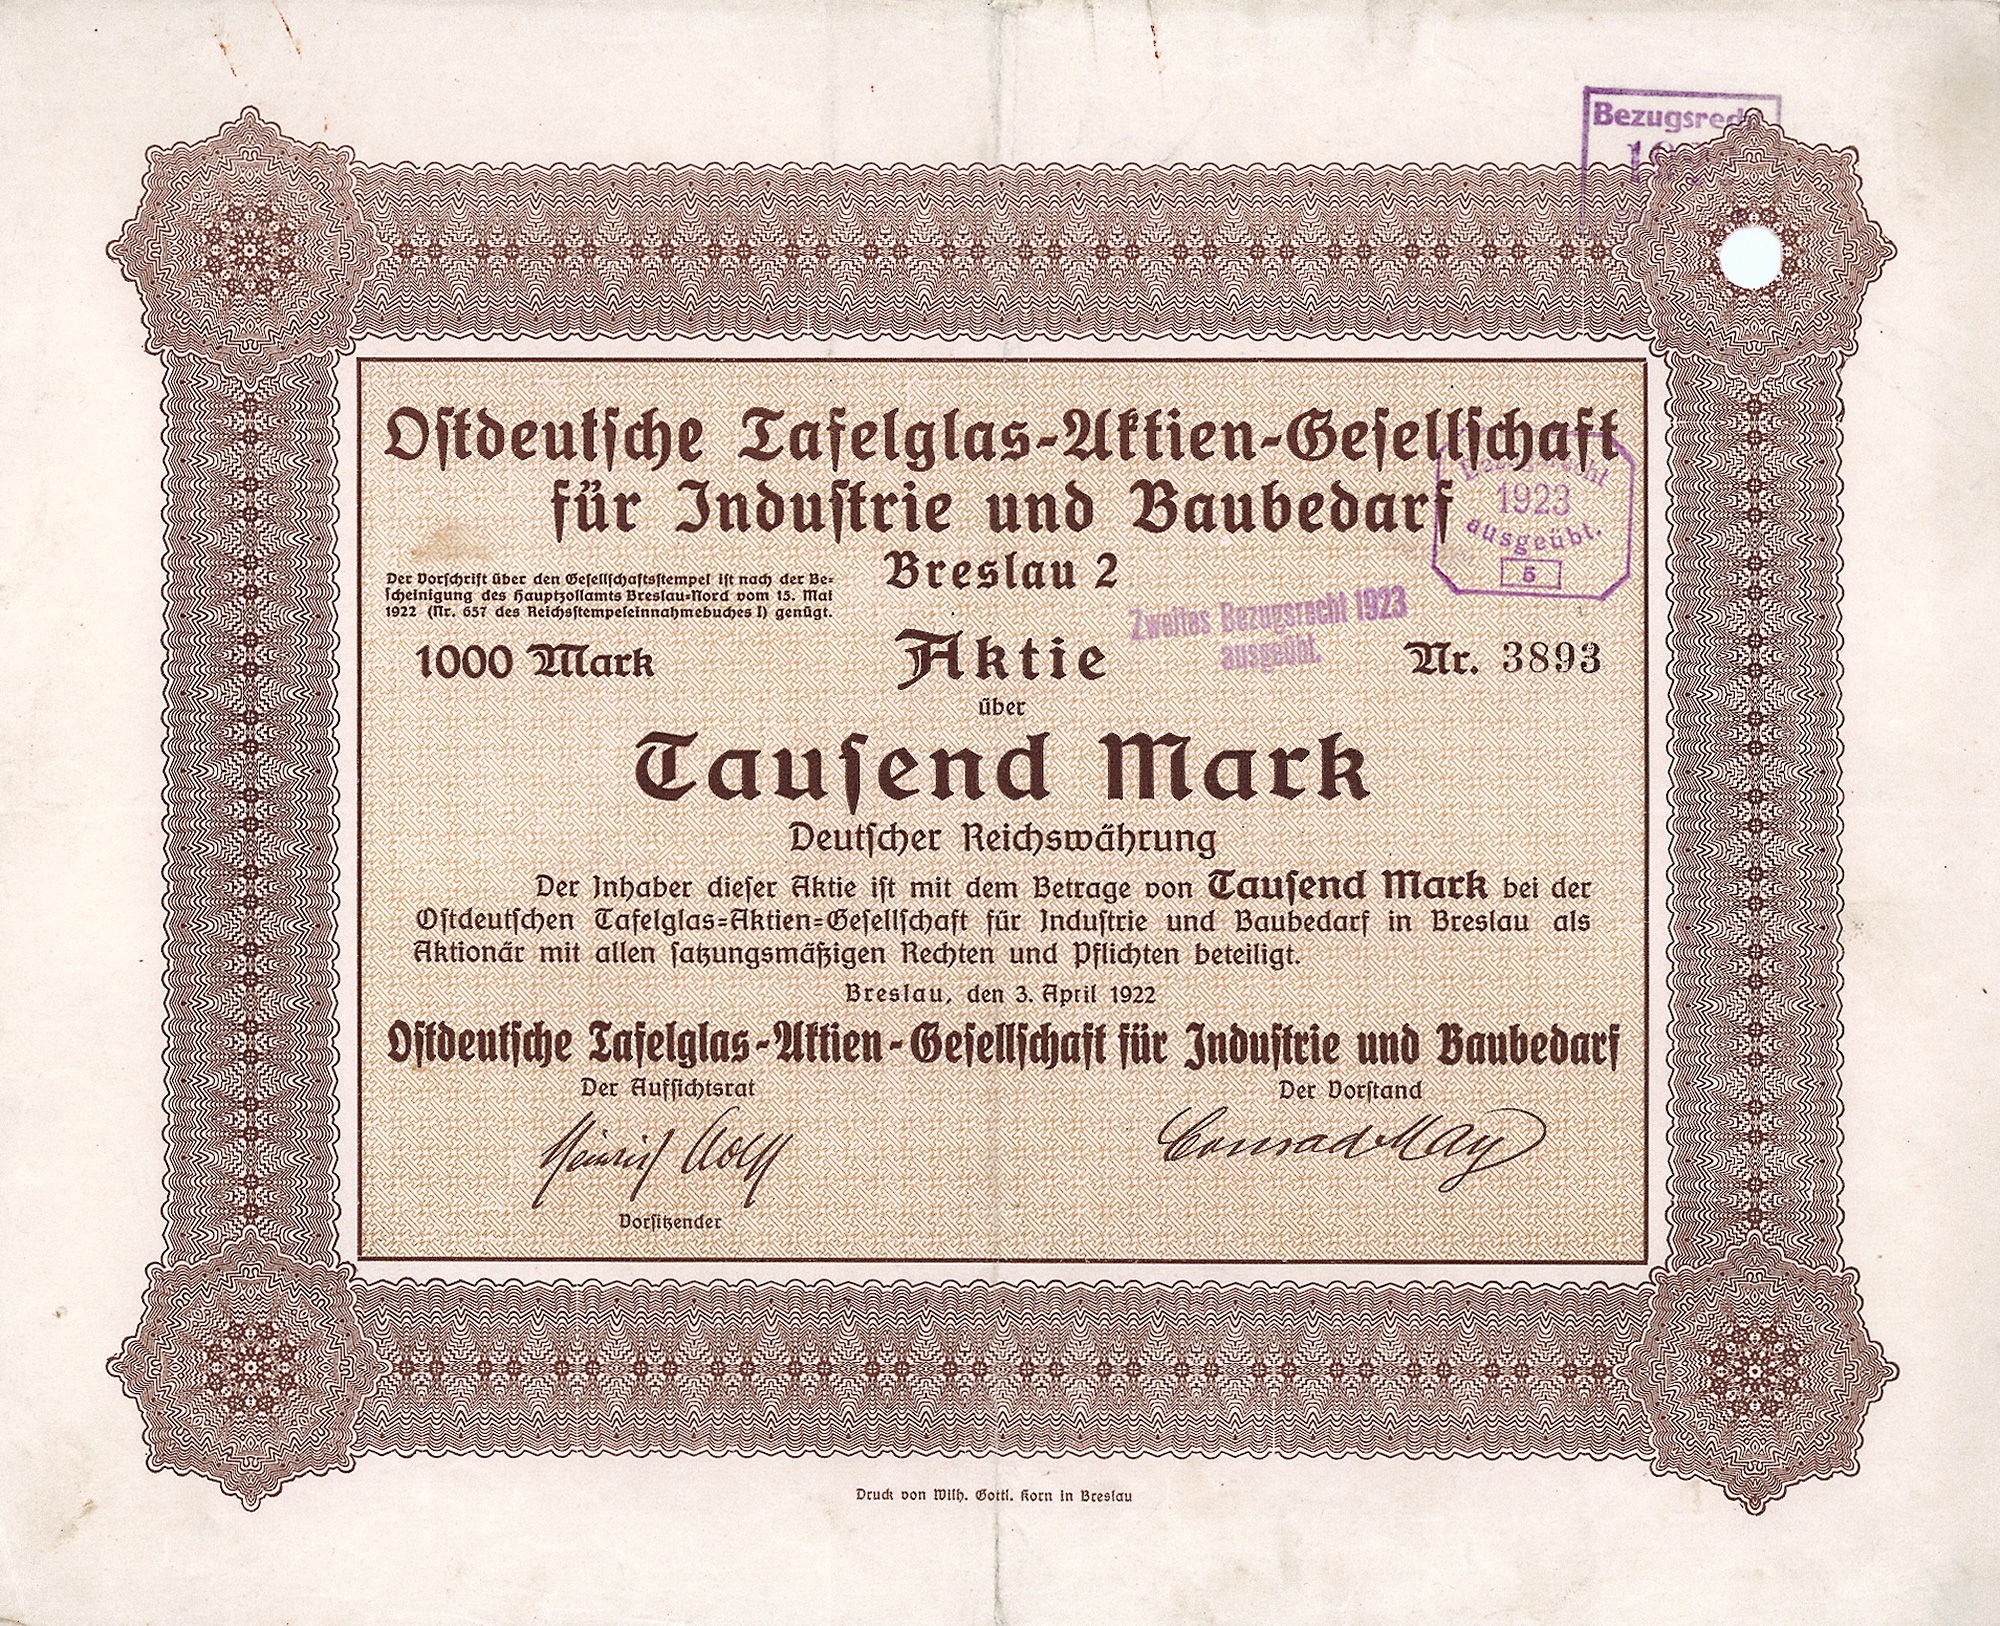 Ostdeutsche Tafelglas-Aktien-Gesellschaft
für Industrie und Baubedarf
Breslau 2
Bezugsrecht
1923
ausgeübt.
5
Der Vorschrift über den Gesellschaftsstempel ist nach der Be-
scheinigung des Hauptzollamts Breslau-Nord vom 15. Mai
1922 (Nr. 657 des Reichsstempeleinnahmebuches I) genügt.
Zweites Bezugsrecht 1923
ausgeübt.
1000 Mark
Aktie
Nr. 3893
über
Tausend Mark
Deutscher Reichswährung
Der Inhaber dieser Aktie ist mit dem Betrage von Tausend Mark bei der
Ostdeutschen Tafelglas-Aktien-Gesellschaft für Industrie und Baubedarf in Breslau als
Aktionär mit allen satzungsmäßigen Rechten und Pflichten beteiligt.
Breslau, den 3. April 1922
Ostdeutsche Tafelglas-Aktien-Gesellschaft für Industrie und Baubedarf
Der Aufsichtsrat
Der Vorstand
Conrad May
Vorsitzender
Druck von Wilh. Gottl. Korn in Breslau